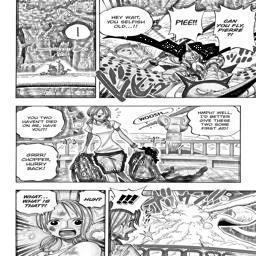 CAN
YOU FLY,
PIERRE
?!
PIEE!!
HEY WAIT,
YOU SELFISH
OLD...!!
HMPH! WELL,
I'D BETTER
GIVE THESE
TWO SOME
FIRST AID!
WOOSH...
YOU TWO
HAVEN'T DIED
ON ME, HAVE
YOU?!
GRRR!
CHOPPER,
HURRY
BACK!
!!!
HUH?
WHAT...
WHAT IS
THAT?!